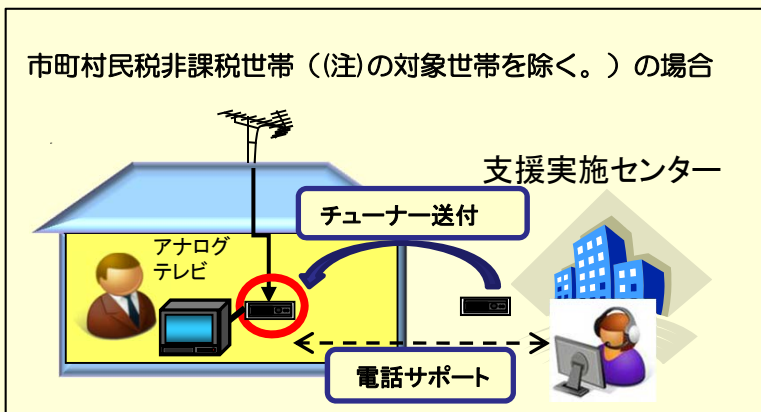 市町村民税非課税世帯（(注)の対象世帯を除く。）の場合
支援実施センター
チューナー送付
アナログ
テレビ
電話サポート